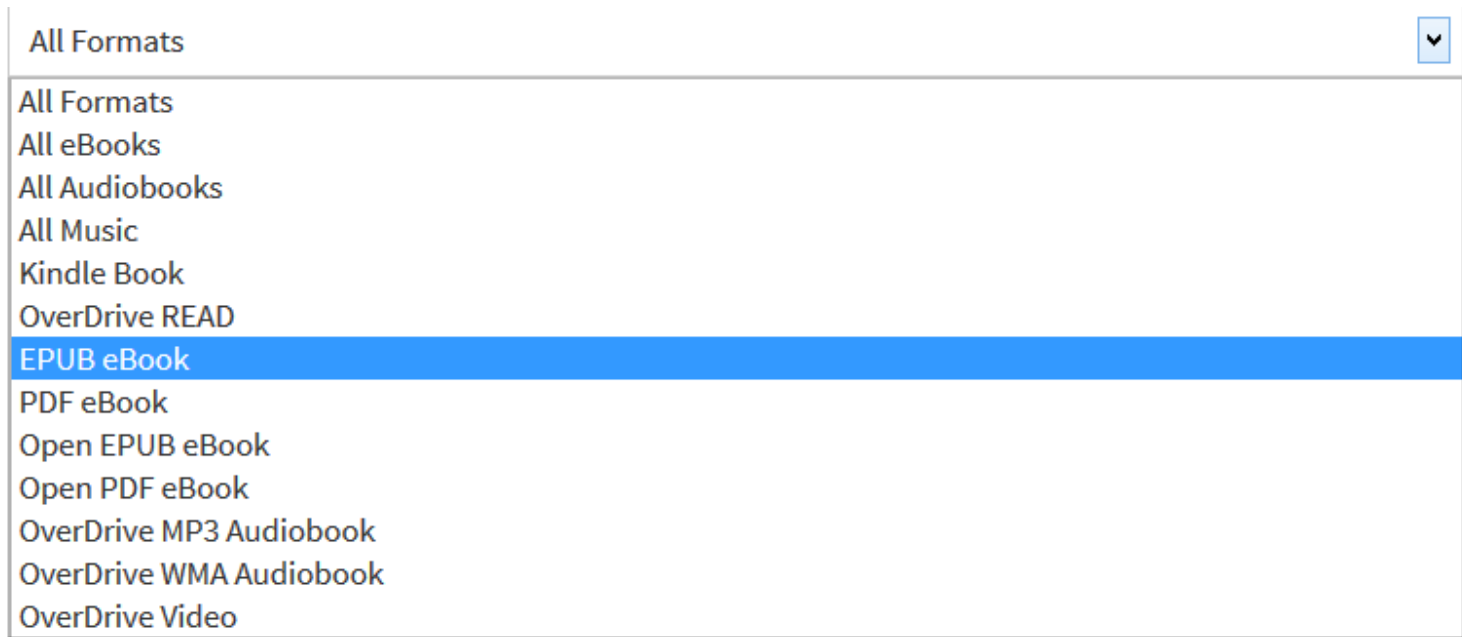 All Formats
All Formats
All eBooks
All Audiobooks
All Music
Kindle Book
OverDrive READ
EPUB eBook
PDF eBook
Open EPUB eBook
Open PDF eBook
OverDrive MP3 Audiobook
OverDrive WMA Audiobook
OverDrive Video